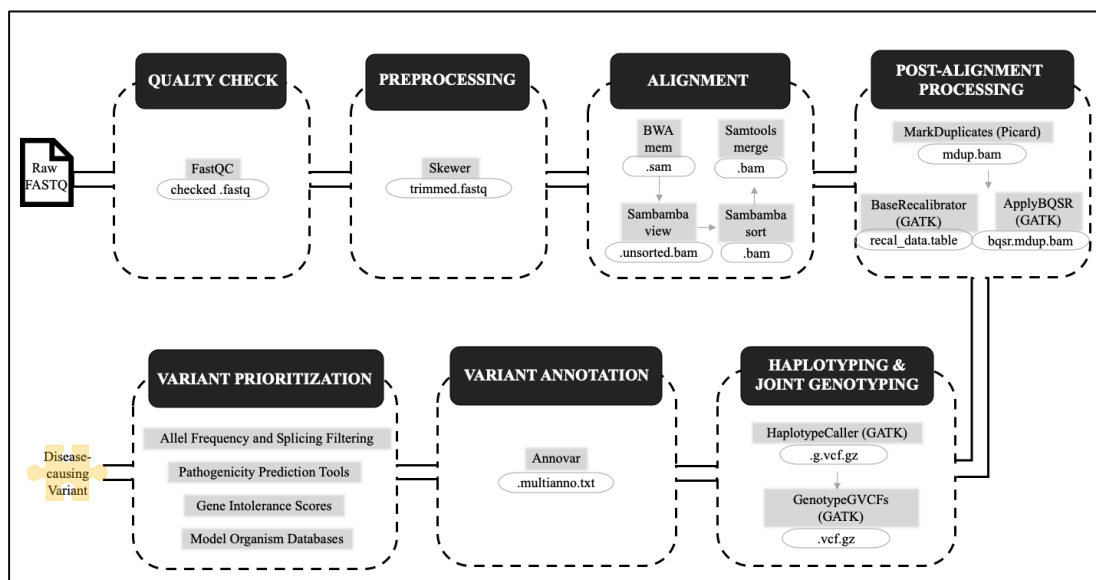 QUALTY CHECK
PREPROCESSING
ALIGNMENT
POST-ALIGNMENT
PROCESSING
Raw
FASTQ
FastQC
checked .fastq
Skewer
trimmed.fastq
BWA
mem
.sam
Samtools
merge
.bam
Sambamba
view
.unsorted.bam
Sambamba
sort
.bam
MarkDuplicates (Picard)
mdup.bam
BaseRecalibrator
(GATK)
recal_data.table
ApplyBQSR
(GATK)
bqsr.mdup.bam
VARIANT PRIORITIZATION
VARIANT ANNOTATION
HAPLOTYPING &
JOINT GENOTYPING
Disease-
causing
Variant
Allel Frequency and Splicing Filtering
Pathogenicity Prediction Tools
Gene Intolerance Scores
Model Organism Databases
Annovar
.multianno.txt
HaplotypeCaller (GATK)
.g.vcf.gz
GenotypeGVCFs
(GATK)
.vcf.gz